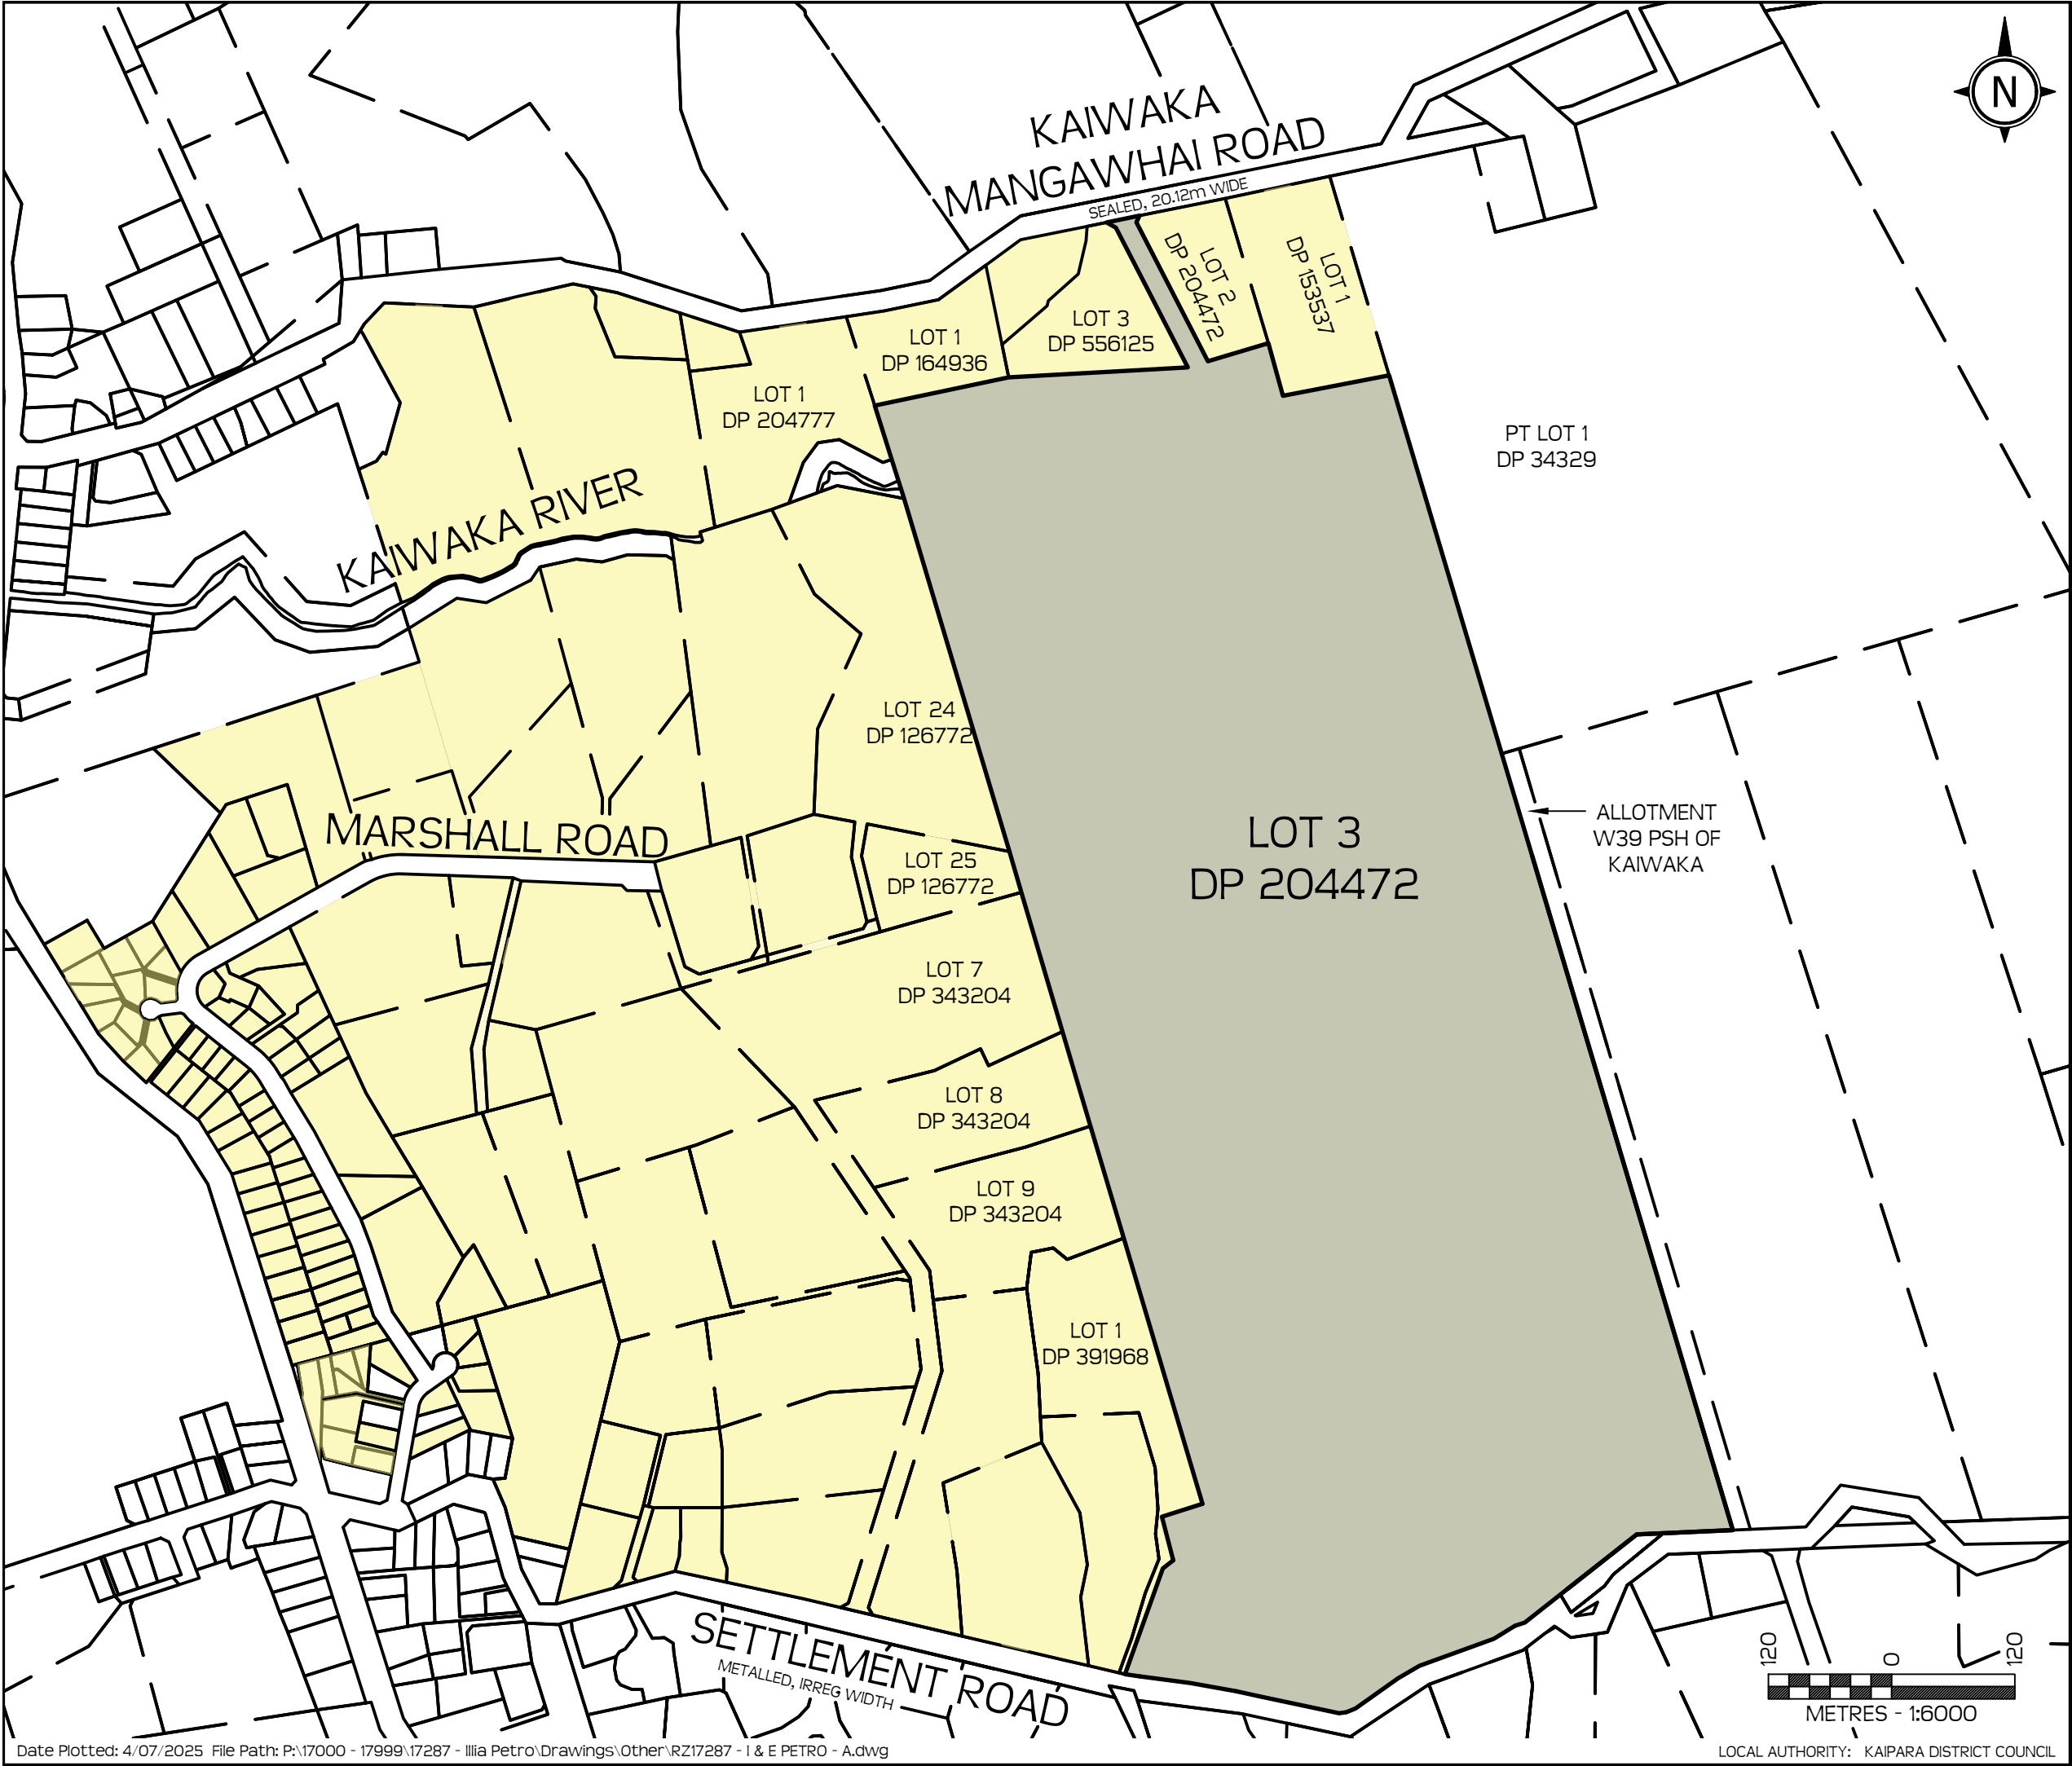 N
KAIWAKA
MANGAWHAI ROAD
SEALED, 20.12m WIDE
LOT 2
DP 204472
LOT 1
DP 153537
LOT 3
DP 556125
LOT 1
DP 164936
LOT 1
DP 204777
PT LOT 1
DP 34329
KAIWAKA RIVER
LOT 24
DP 126772
LOT 3
DP 204472
ALLOTMENT
W39 PSH OF
KAIWAKA
MARSHALL ROAD
LOT 25
DP 126772
LOT 7
DP 343204
LOT 8
DP 343204
LOT 9
DP 343204
LOT 1
DP 391968
SETTLEMENT ROAD
METALLED, IRREG WIDTH
120 0 120
METRES - 1:6000
Date Plotted: 4/07/2025 File Path: P:\17000 - 17999\17287 - Illia Petro\Drawings\Other\RZ17287 - I & E PETRO - A.dwg
LOCAL AUTHORITY: KAIPARA DISTRICT COUNCIL